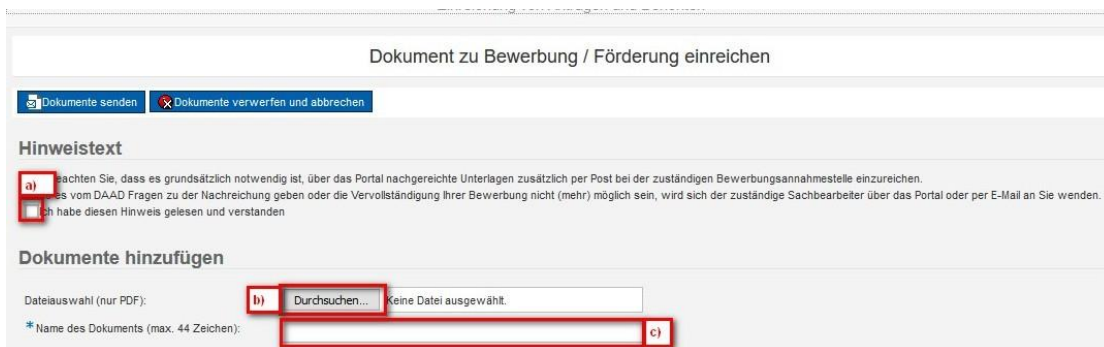 Dokument zu Bewerbung / Förderung einreichen
Dokumente senden Dokumente verwerfen und abbrechen
Hinweistext
a) eachten Sie, dass es grundsätzlich notwendig ist, über das Portal nachgereichte Unterlagen zusätzlich per Post bei der zuständigen Bewerbungsannahmestelle einzureichen.
es vom DAAD Fragen zu der Nachreichung geben oder die Vervollständigung Ihrer Bewerbung nicht (mehr) möglich sein, wird sich der zuständige Sachbearbeiter über das Portal oder per E-Mail an Sie wenden.
Ich habe diesen Hinweis gelesen und verstanden
Dokumente hinzufügen
Dateiauswahl (nur PDF): b) Durchsuchen... Keine Datei ausgewählt.
*Name des Dokuments (max. 44 Zeichen): c)